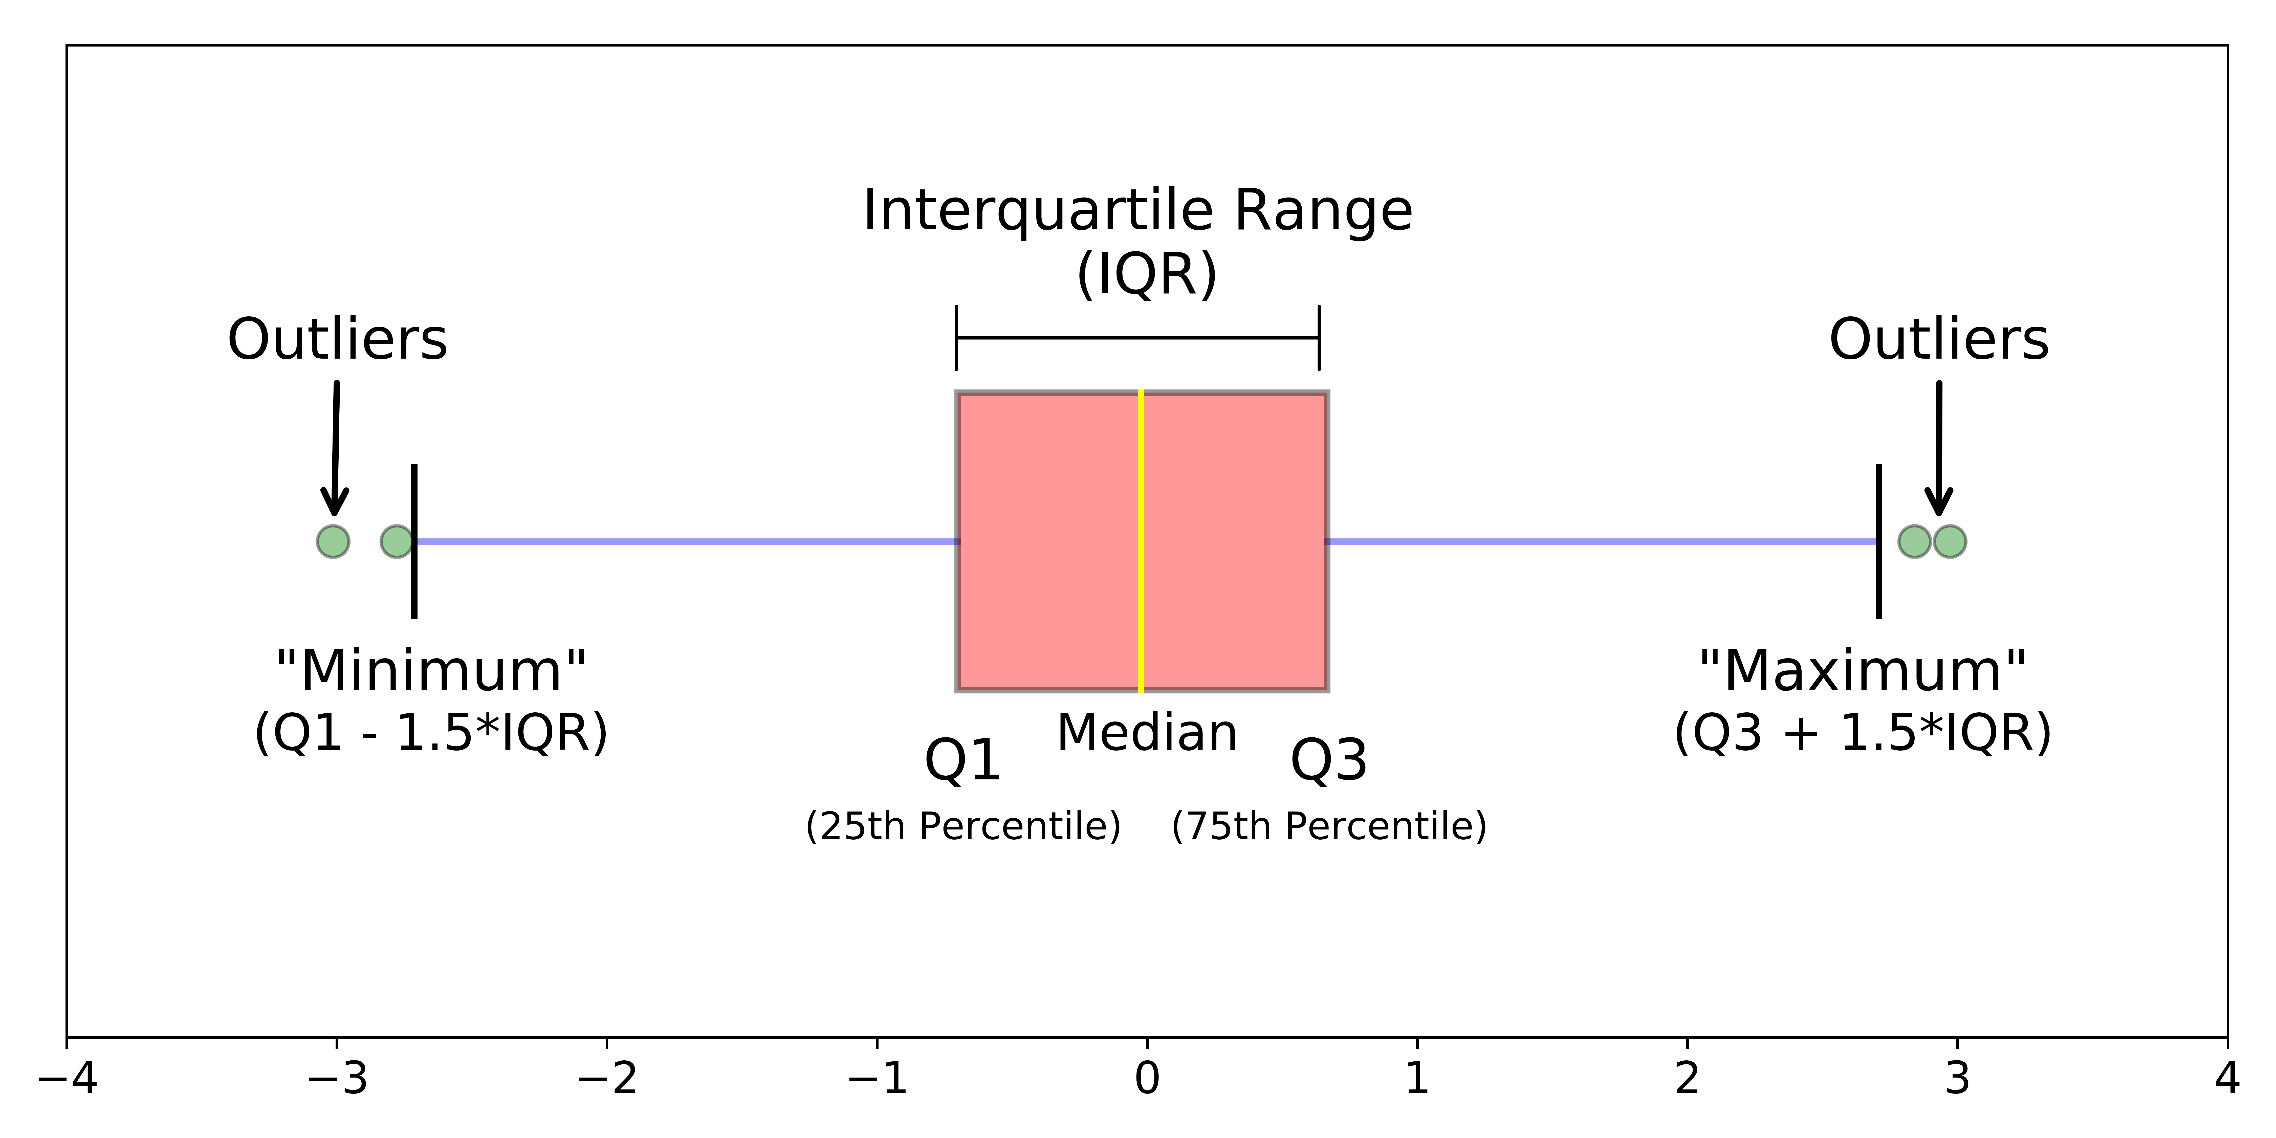 Interquartile Range
(IQR)
Outliers
Outliers
"Minimum"
(Q1 - 1.5*IQR)
"Maximum"
(Q3 + 1.5*IQR)
Median
Q1
Q3
(25th Percentile)
(75th Percentile)
−4 −3 −2 −1 0 1 2 3 4